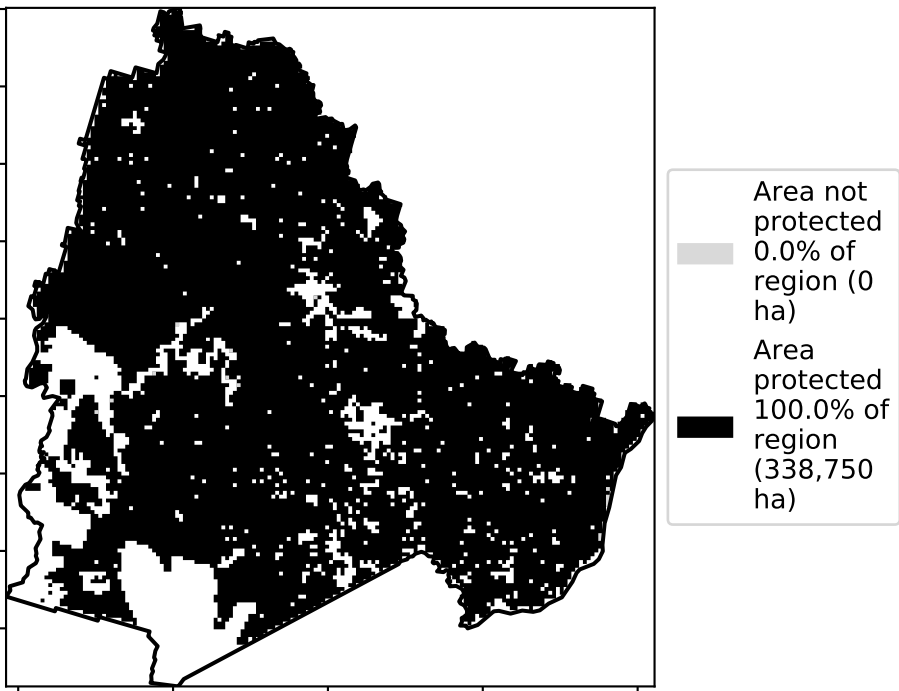 Area not
protected
0.0% of
region (0
ha)
Area
protected
100.0% of
region
(338,750
ha)